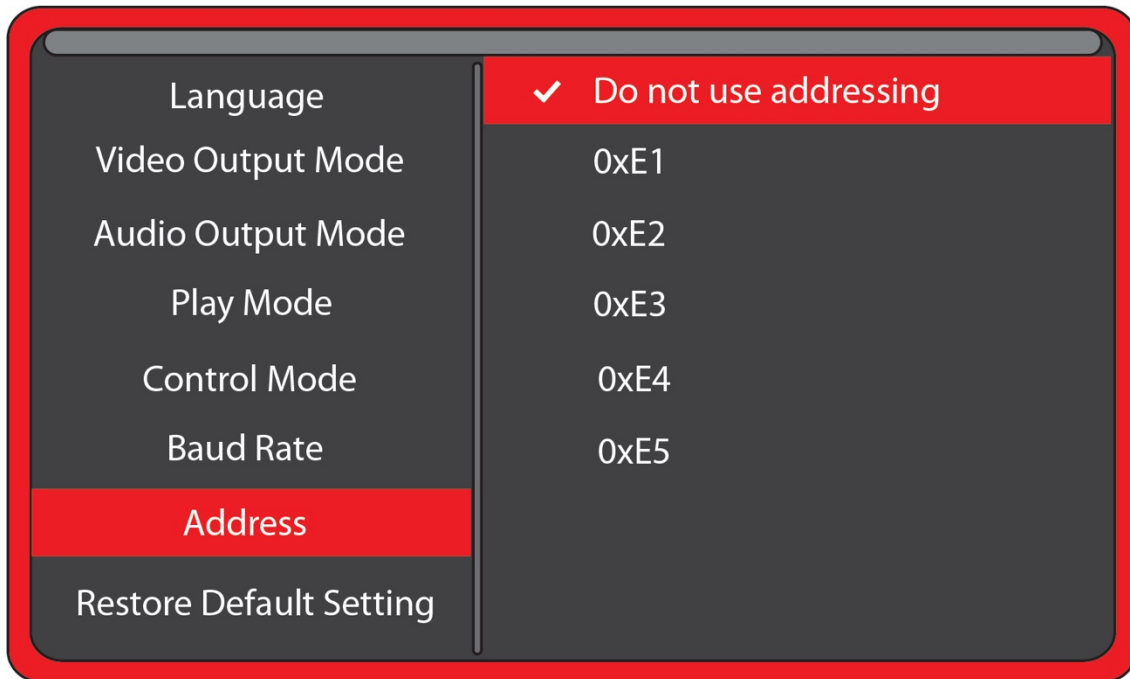 Language
Video Output Mode
Audio Output Mode
Play Mode
Control Mode
Baud Rate
Address
Restore Default Setting
✓ Do not use addressing
0xE1
0xE2
0xE3
0xE4
0xE5